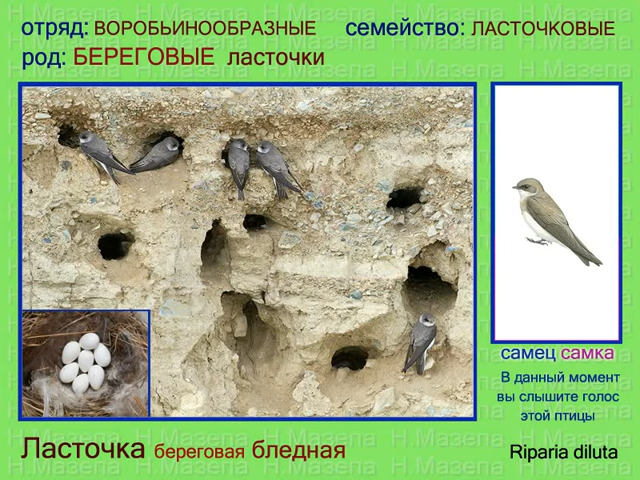 отряд: ВОРОБЬИНООБРАЗНЫЕ семейство: ЛАСТОЧКОВЫЕ
род: БЕРЕГОВЫЕ ласточки
самец самка
В данный момент
вы слышите голос
этой птицы
Ласточка береговая бледная
Riparia diluta
Н.Мазепа